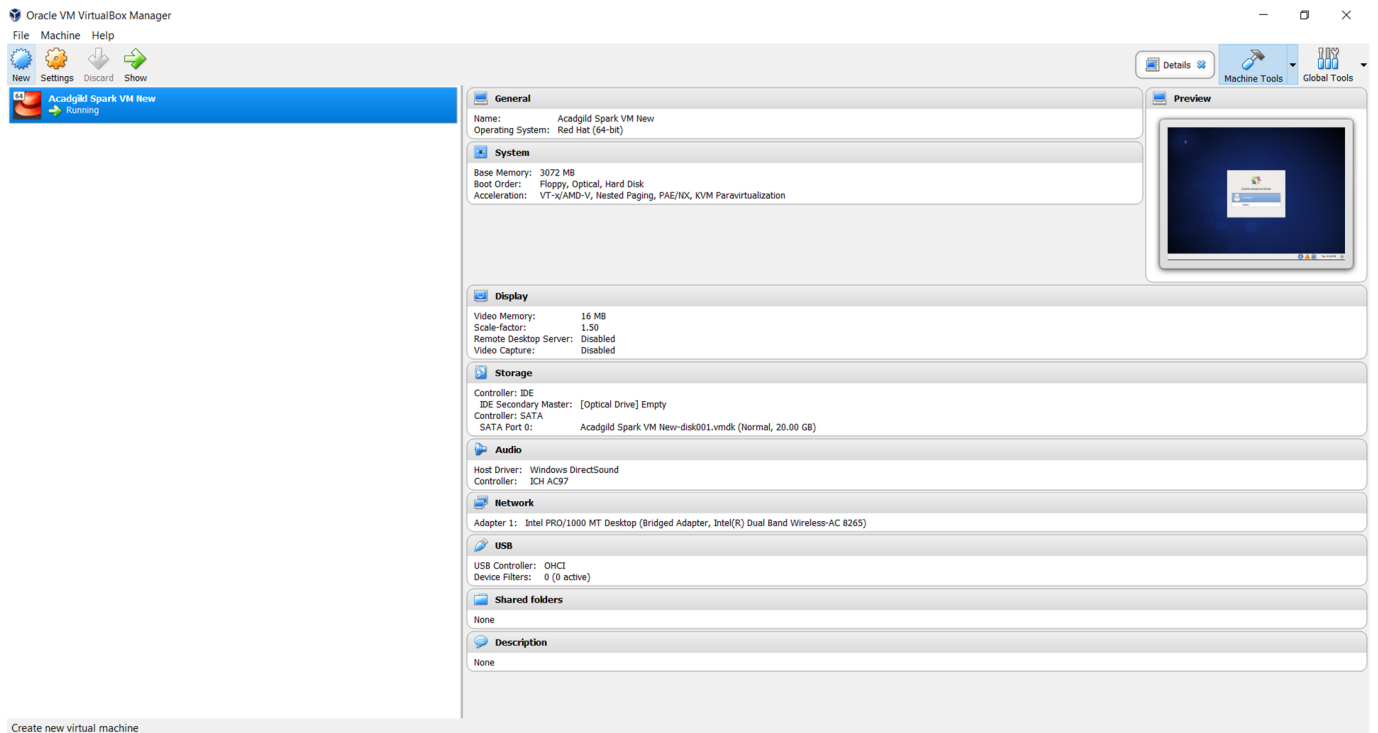 Oracle VM VirtualBox Manager
File Machine Help
New Settings Discard Show
Details
Machine Tools
Global Tools
64
Acadgild Spark VM New
Running
General
Name: Acadgild Spark VM New
Operating System: Red Hat (64-bit)
System
Base Memory: 3072 MB
Boot Order: Floppy, Optical, Hard Disk
Acceleration: VT-x/AMD-V, Nested Paging, PAE/NX, KVM Paravirtualization
Preview
Display
Video Memory: 16 MB
Scale-factor: 1.50
Remote Desktop Server: Disabled
Video Capture: Disabled
Storage
Controller: IDE
IDE Secondary Master: [Optical Drive] Empty
Controller: SATA
SATA Port 0: Acadgild Spark VM New-disk001.vmdk (Normal, 20.00 GB)
Audio
Host Driver: Windows DirectSound
Controller: ICH AC97
Network
Adapter 1: Intel PRO/1000 MT Desktop (Bridged Adapter, Intel(R) Dual Band Wireless-AC 8265)
USB
USB Controller: OHCI
Device Filters: 0 (0 active)
Shared folders
None
Description
None
Create new virtual machine